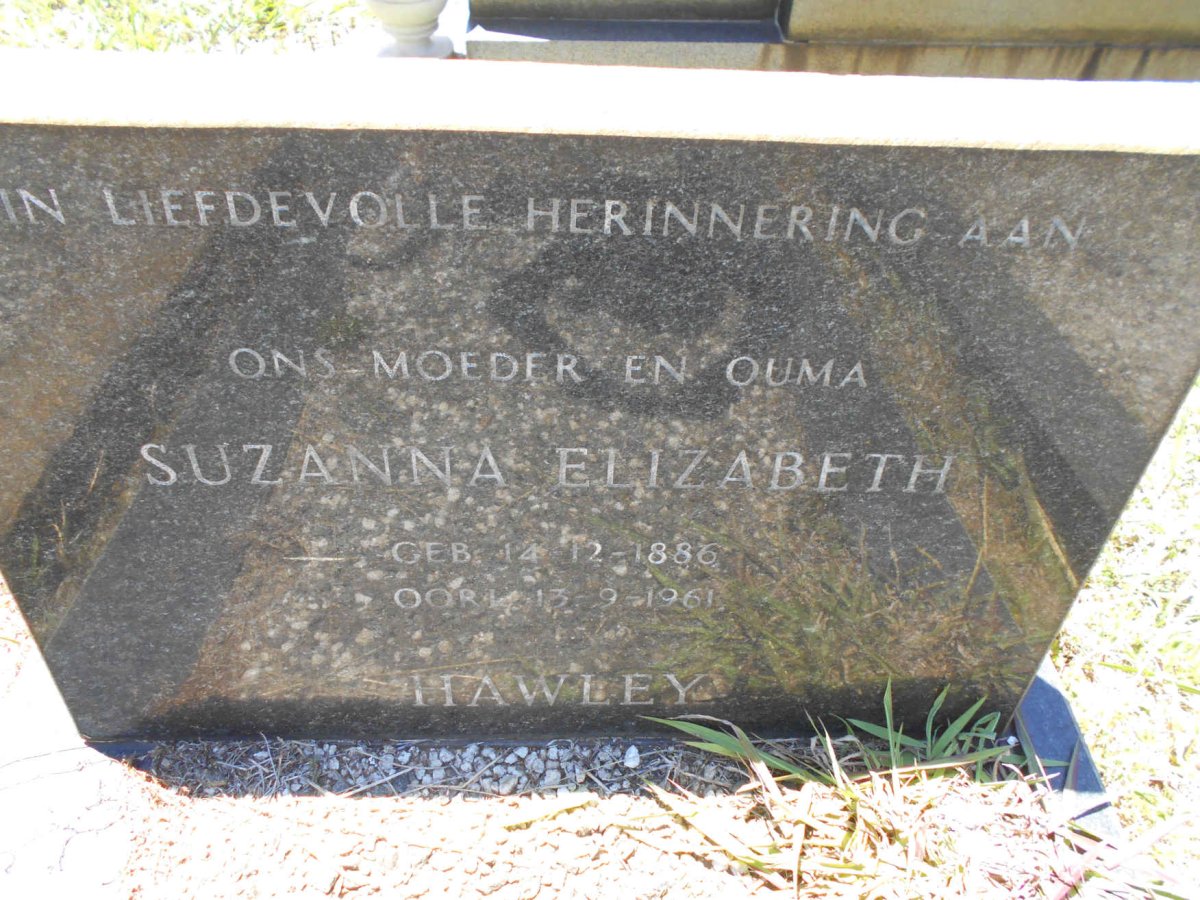 IN LIEFDEVOLLE HERINNERING AAN
ONS MOEDER EN OUMA
SUZANNA ELIZABETH
GEB. 14-12-1886
OORL. 13-9-1961
HAWLEY